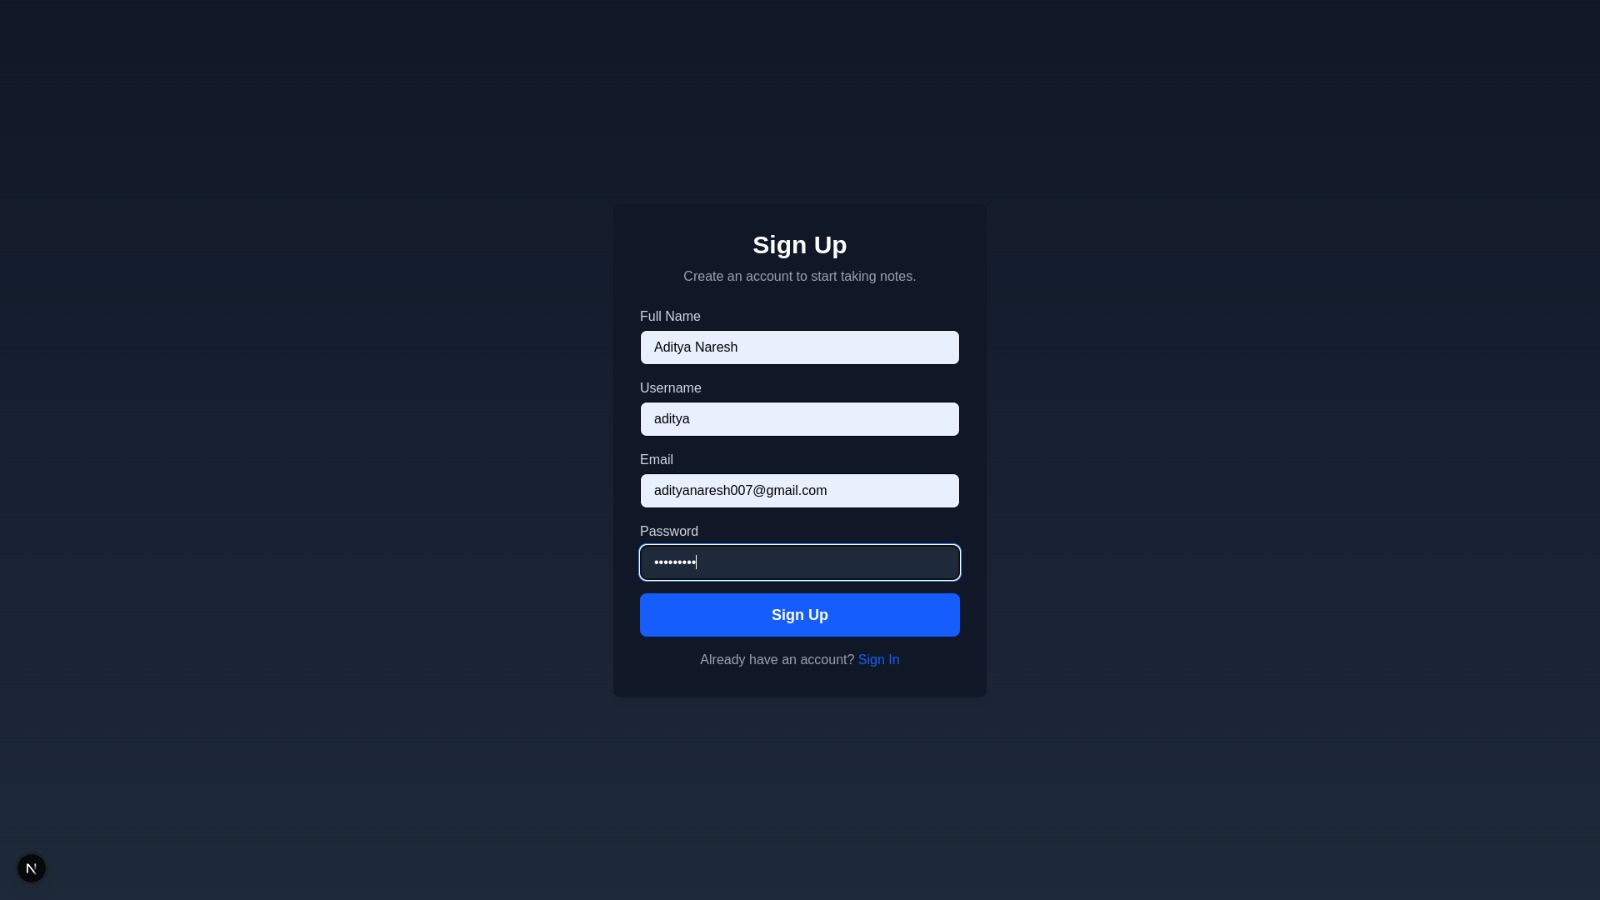 Sign Up
Create an account to start taking notes.
Full Name
Aditya Naresh
Username
aditya
Email
adityanaresh007@gmail.com
Password
•••••••••
Sign Up
Already have an account? Sign In
N